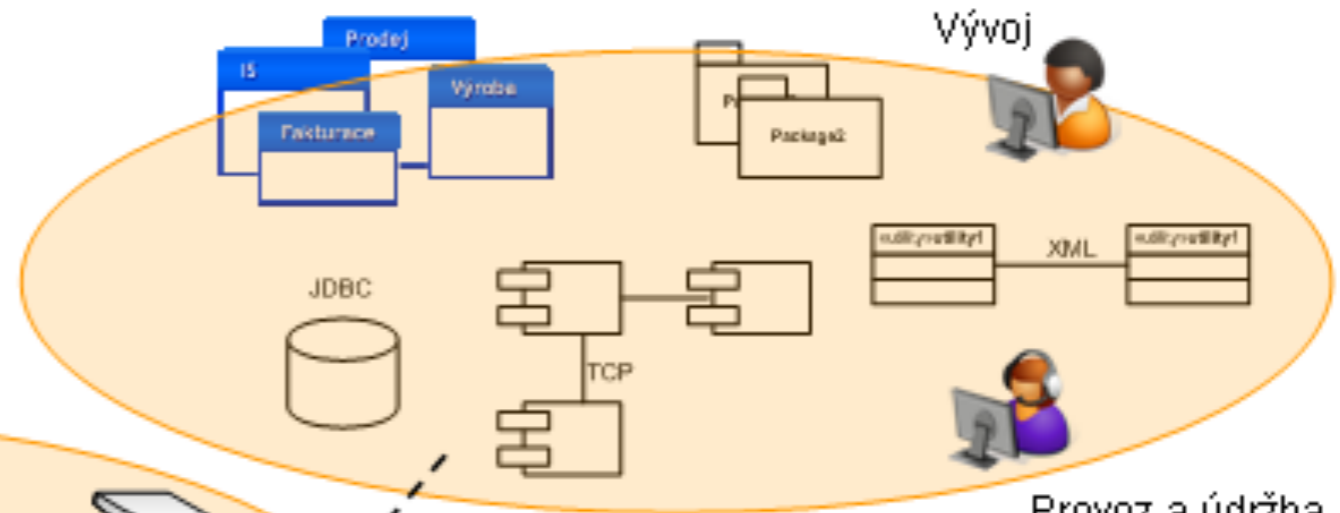 Vývoj
Prodej
IS
Výroba
Fakturace
Package2
XML
JDBC
TCP
Provoz a údržba